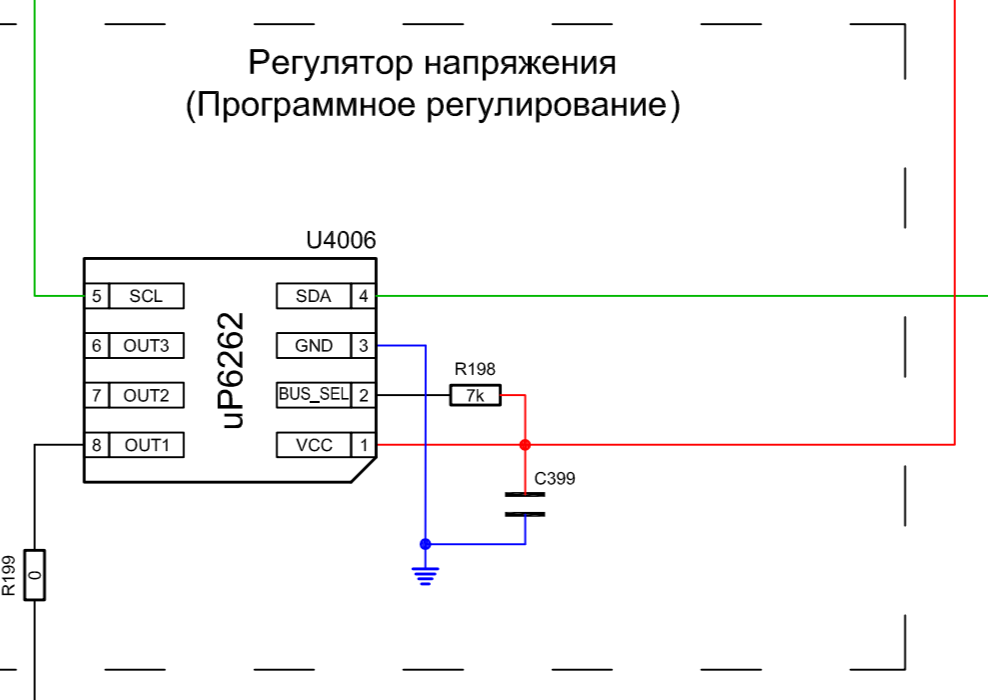 Регулятор напряжения
(Программное регулирование)
U4006
5 SCL
SDA 4
6 OUT3
GND 3
7 OUT2
BUS_SEL 2
8 OUT1
VCC 1
uP6262
R198
7k
C399
R199
0